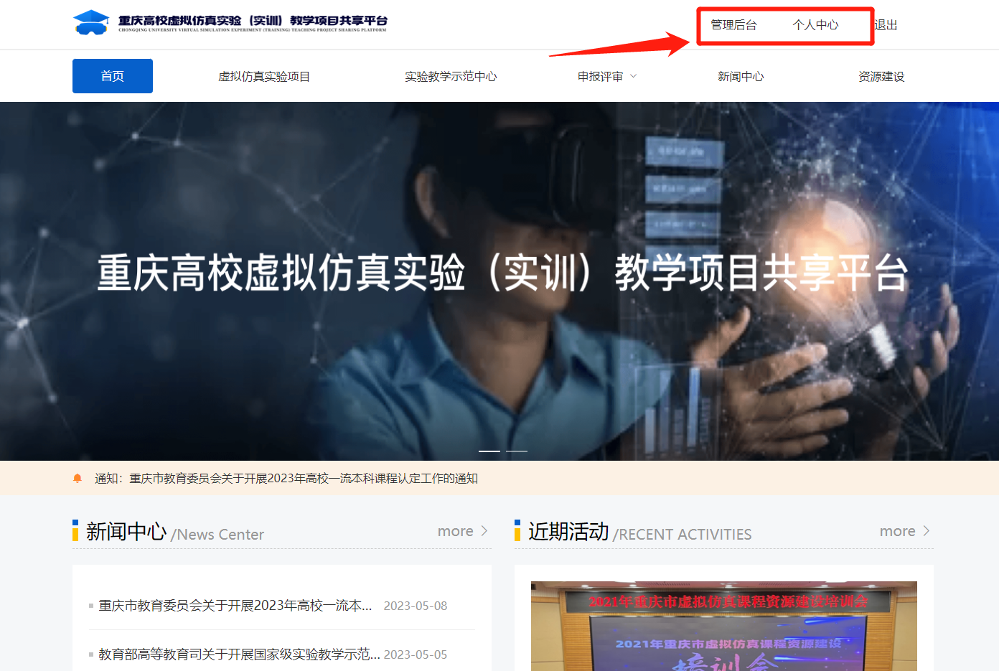 重庆高校虚拟仿真实验（实训）教学项目共享平台
CHONGQING UNIVERSITY VIRTUAL SIMULATION EXPERIMENT (TRAINING) TEACHING PROJECT SHARING PLATFORM
管理后台 个人中心 退出
首页 虚拟仿真实验项目 实验教学示范中心 申报评审 新闻中心 资源建设
重庆高校虚拟仿真实验（实训）教学项目共享平台
通知：重庆市教育委员会关于开展2023年高校一流本科课程认定工作的通知
新闻中心 /News Center more
重庆市教育委员会关于开展2023年高校一流本... 2023-05-08
教育部高等教育司关于开展国家级实验教学示范... 2023-05-05
近期活动 /RECENT ACTIVITIES more
2021年重庆市虚拟仿真课程资源建设培训会
2021年重庆市虚拟仿真课程资源建设
培训会